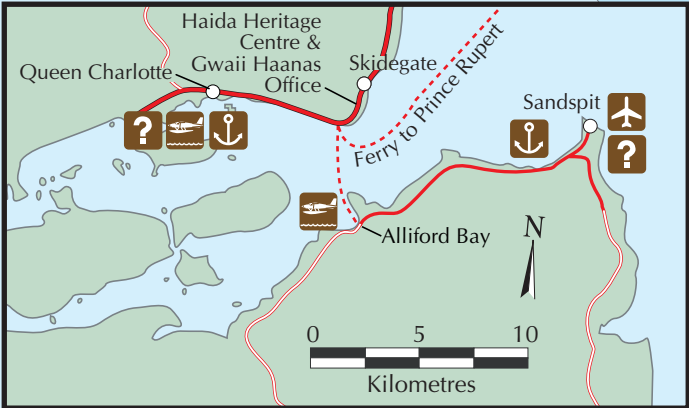 Haida Heritage
Centre &
Gwaii Haanas
Office
Skidegate
Queen Charlotte
?
Ferry to Prince Rupert
Sandspit
?
Alliford Bay
N
0 5 10
Kilometres